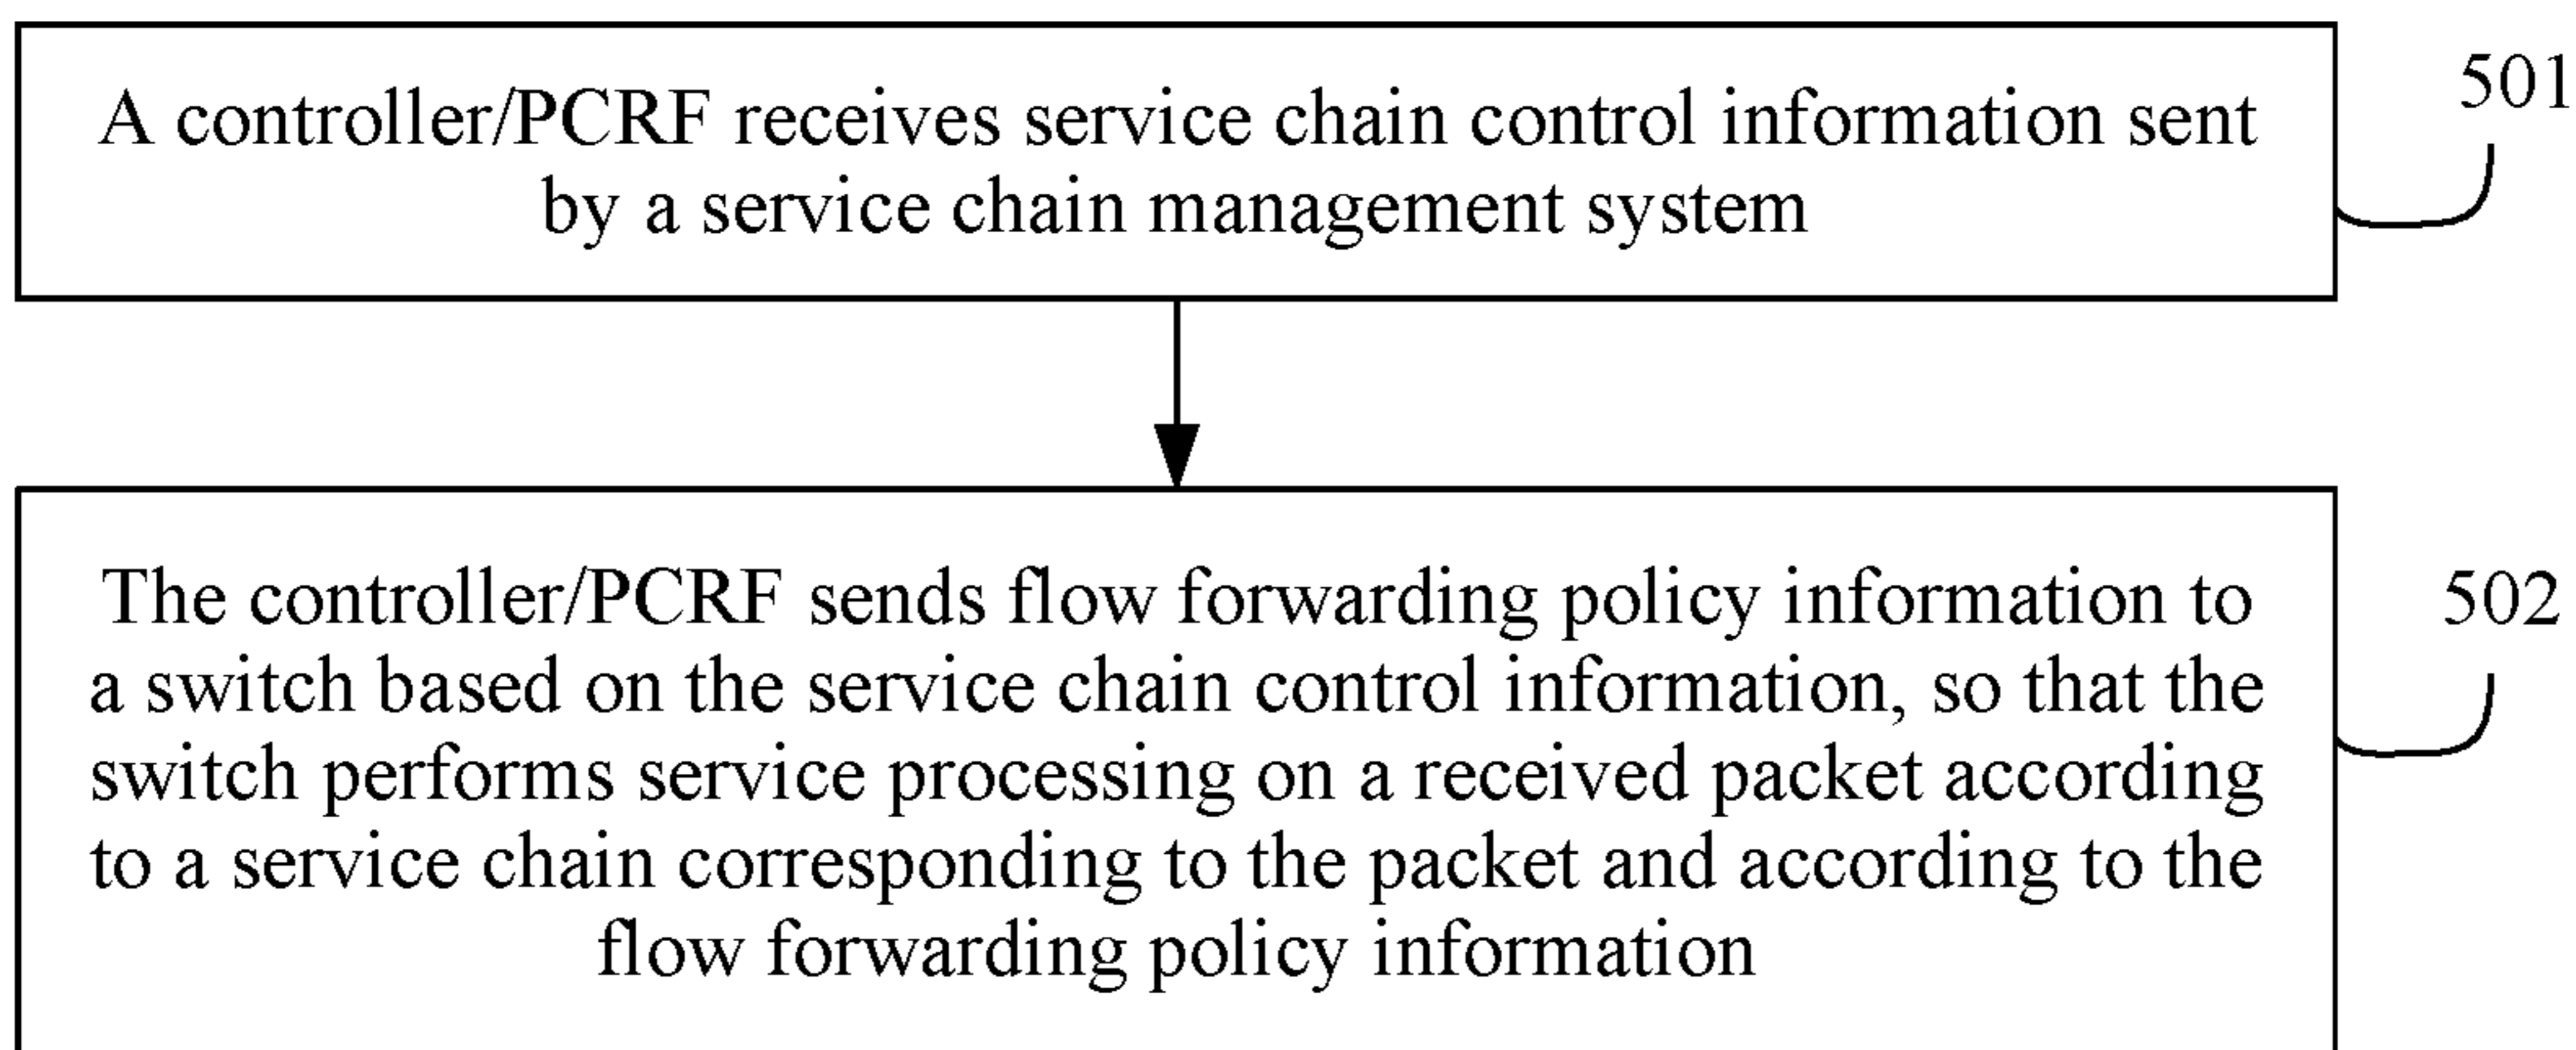 A controller/PCRF receives service chain control information sent
by a service chain management system
501
The controller/PCRF sends flow forwarding policy information to
a switch based on the service chain control information, so that the
switch performs service processing on a received packet according
to a service chain corresponding to the packet and according to the
flow forwarding policy information
502